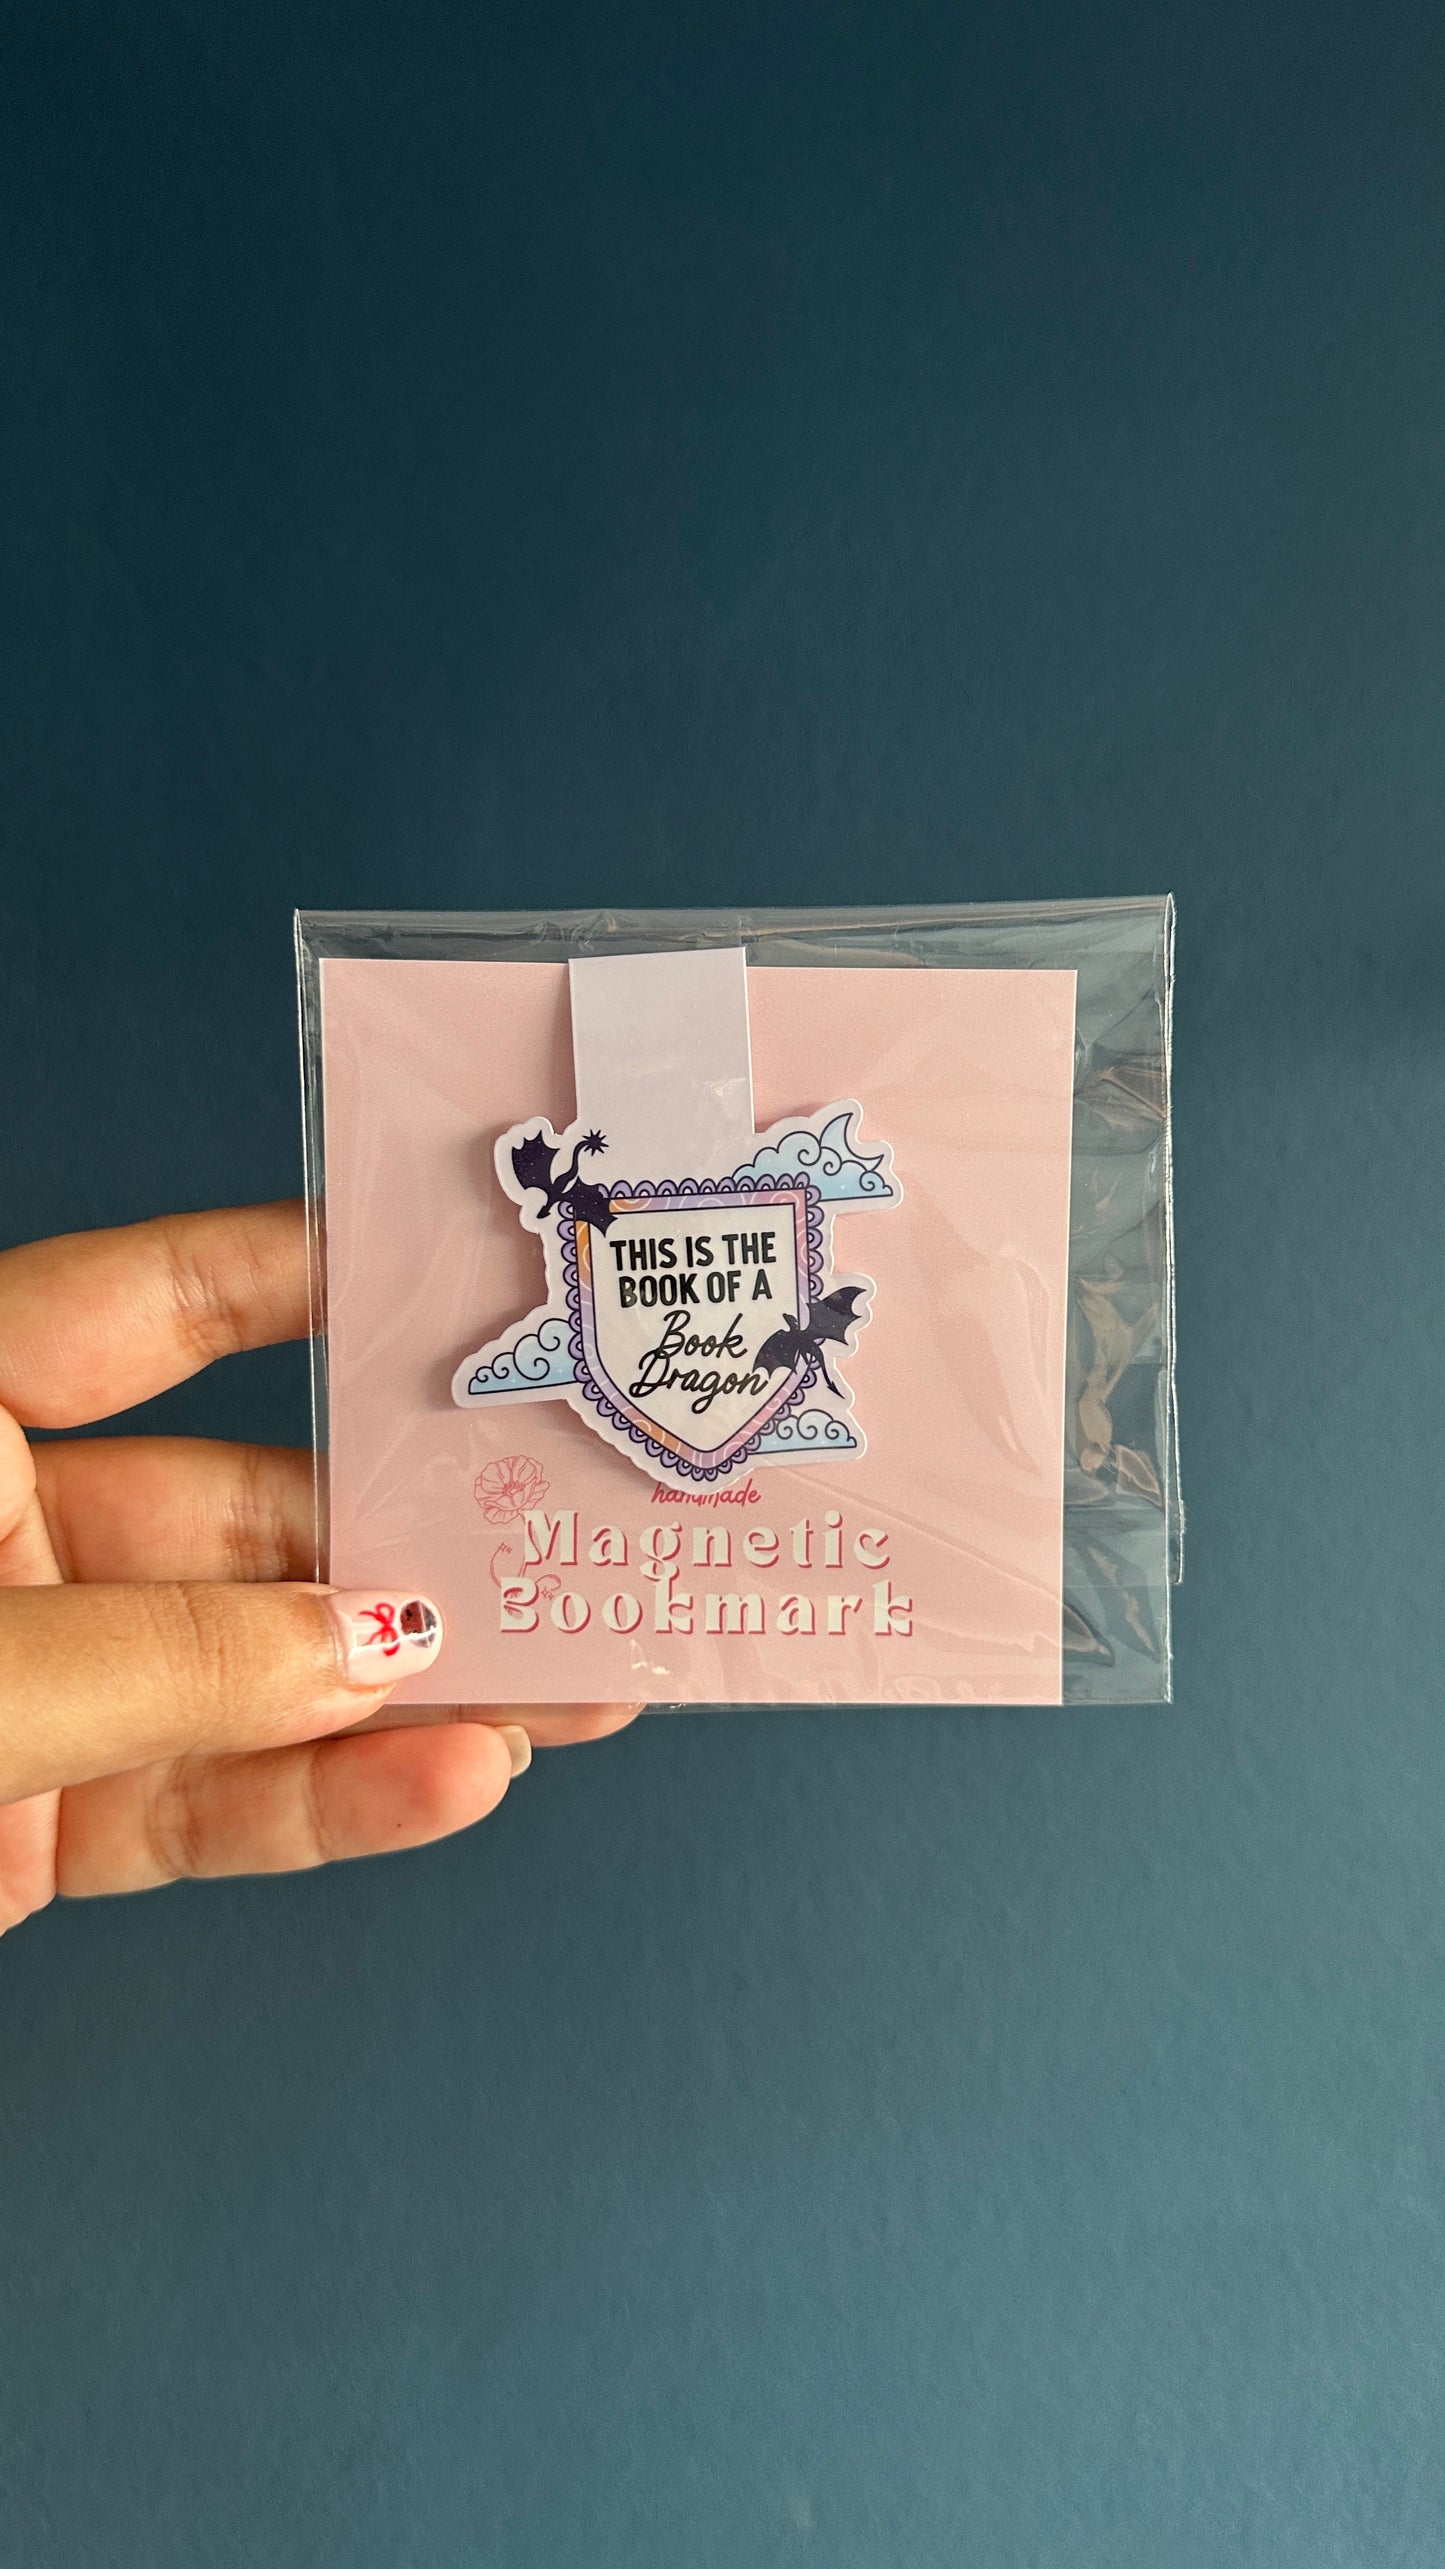 THIS IS THE
BOOK OF A
Book
Dragon
handmade
Magnetic
Bookmark